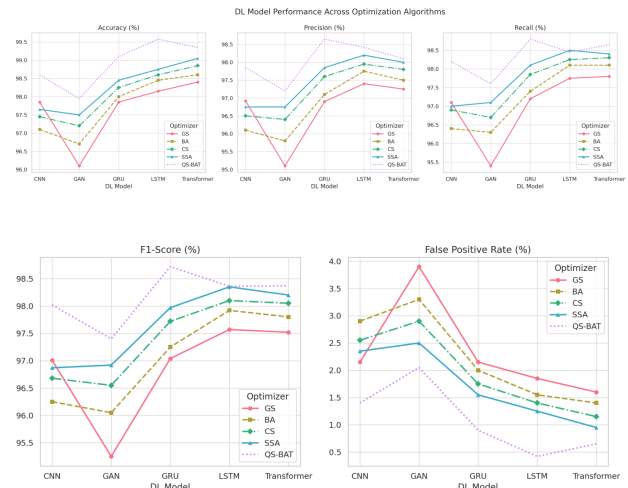 DL Model Performance Across Optimization Algorithms
Accuracy (%)
99.5
99.0
98.5
98.0
97.5
97.0
96.5
96.0
CNN GAN GRU LSTM Transformer
DL Model
Optimizer
GS
BA
CS
SSA
QS-BAT
Precision (%)
98.5
98.0
97.5
97.0
96.5
96.0
95.5
95.0
CNN GAN GRU LSTM Transformer
DL Model
Optimizer
GS
BA
CS
SSA
QS-BAT
Recall (%)
98.5
98.0
97.5
97.0
96.5
96.0
95.5
CNN GAN GRU LSTM Transformer
DL Model
Optimizer
GS
BA
CS
SSA
QS-BAT
F1-Score (%)
98.5
98.0
97.5
97.0
96.5
96.0
95.5
CNN GAN GRU LSTM Transformer
DL Model
Optimizer
GS
BA
CS
SSA
QS-BAT
False Positive Rate (%)
4.0
3.5
3.0
2.5
2.0
1.5
1.0
0.5
CNN GAN GRU LSTM Transformer
DL Model
Optimizer
GS
BA
CS
SSA
QS-BAT